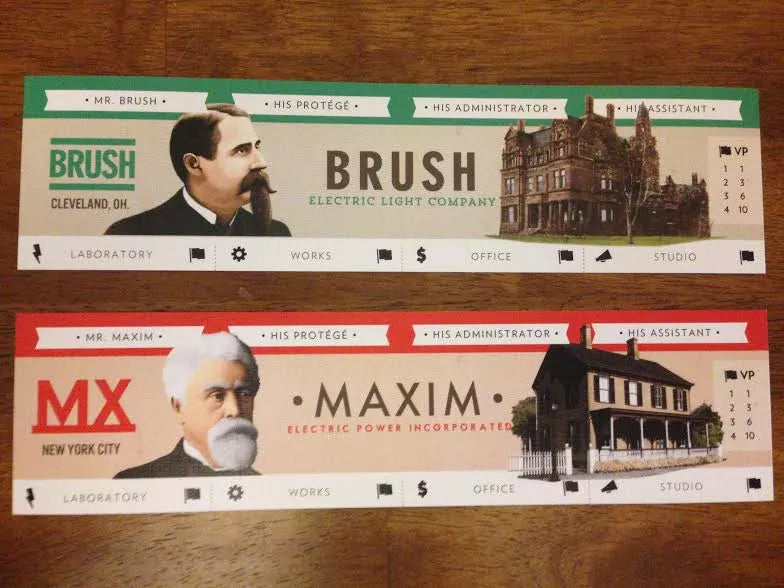 • MR. BRUSH •
• HIS PROTÉGÉ •
• HIS ADMINISTRATOR •
• HIS ASSISTANT •
BRUSH
CLEVELAND, OH.
BRUSH
ELECTRIC LIGHT COMPANY
VP
1 1
2 3
3 6
4 10
$
LABORATORY
WORKS
OFFICE
STUDIO
• MR. MAXIM •
• HIS PROTÉGÉ •
• HIS ADMINISTRATOR •
• HIS ASSISTANT •
MX
NEW YORK CITY
• MAXIM •
ELECTRIC POWER INCORPORATED
VP
1 1
2 3
3 6
4 10
LABORATORY
WORKS
$ OFFICE
STUDIO